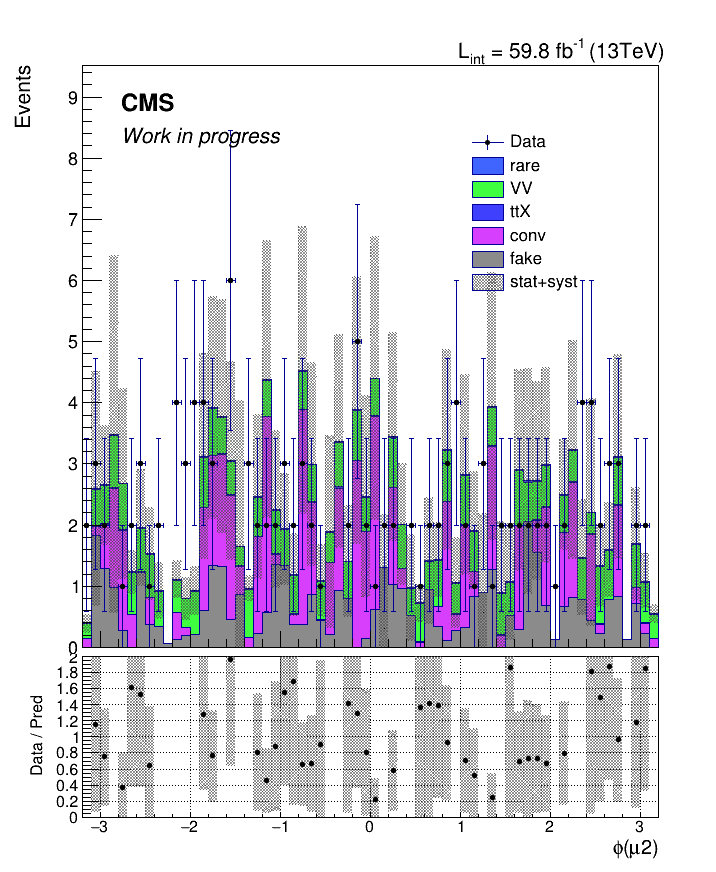 L_int = 59.8 fb^-1 (13TeV)
Events
CMS
Work in progress
Data
rare
VV
ttX
conv
fake
stat+syst
9
8
7
6
5
4
3
2
1
0
Data / Pred
2
1.8
1.6
1.4
1.2
1
0.8
0.6
0.4
0.2
0
−3 −2 −1 0 1 2 3
ϕ(μ2)